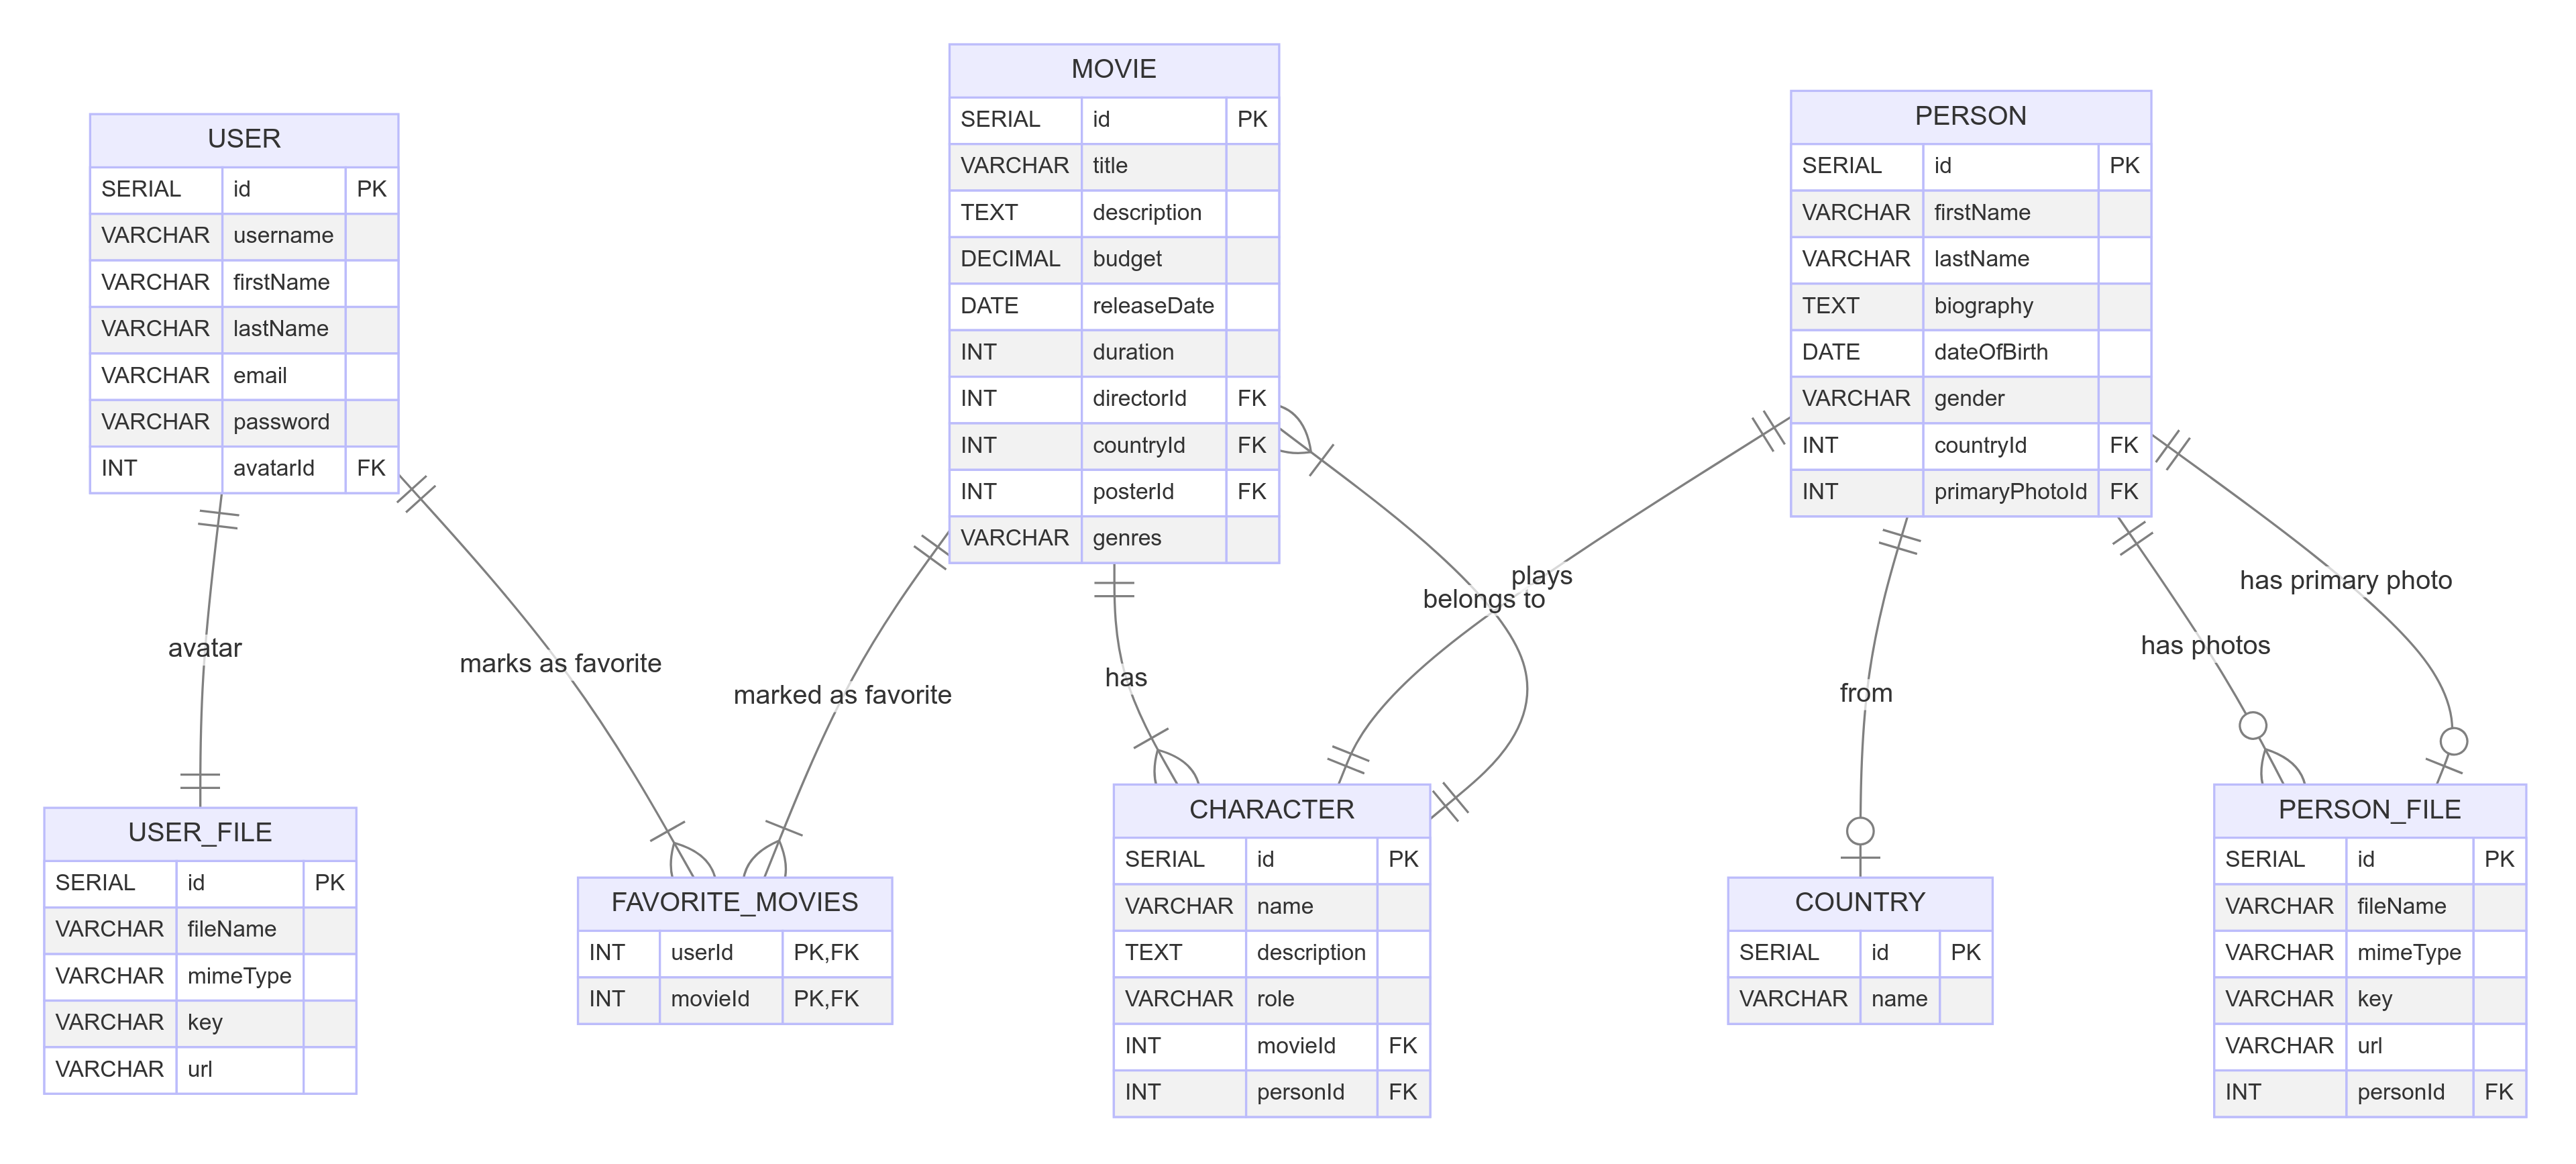 USER
SERIAL id PK
VARCHAR username
VARCHAR firstName
VARCHAR lastName
VARCHAR email
VARCHAR password
INT avatarId FK
MOVIE
SERIAL id PK
VARCHAR title
TEXT description
DECIMAL budget
DATE releaseDate
INT duration
INT directorId FK
INT countryId FK
INT posterId FK
VARCHAR genres
PERSON
SERIAL id PK
VARCHAR firstName
VARCHAR lastName
TEXT biography
DATE dateOfBirth
VARCHAR gender
INT countryId FK
INT primaryPhotoId FK
avatar
marks as favorite
marked as favorite
has
plays
belongs to
from
has photos
has primary photo
USER_FILE
SERIAL id PK
VARCHAR fileName
VARCHAR mimeType
VARCHAR key
VARCHAR url
FAVORITE_MOVIES
INT userId PK,FK
INT movieId PK,FK
CHARACTER
SERIAL id PK
VARCHAR name
TEXT description
VARCHAR role
INT movieId FK
INT personId FK
COUNTRY
SERIAL id PK
VARCHAR name
PERSON_FILE
SERIAL id PK
VARCHAR fileName
VARCHAR mimeType
VARCHAR key
VARCHAR url
INT personId FK